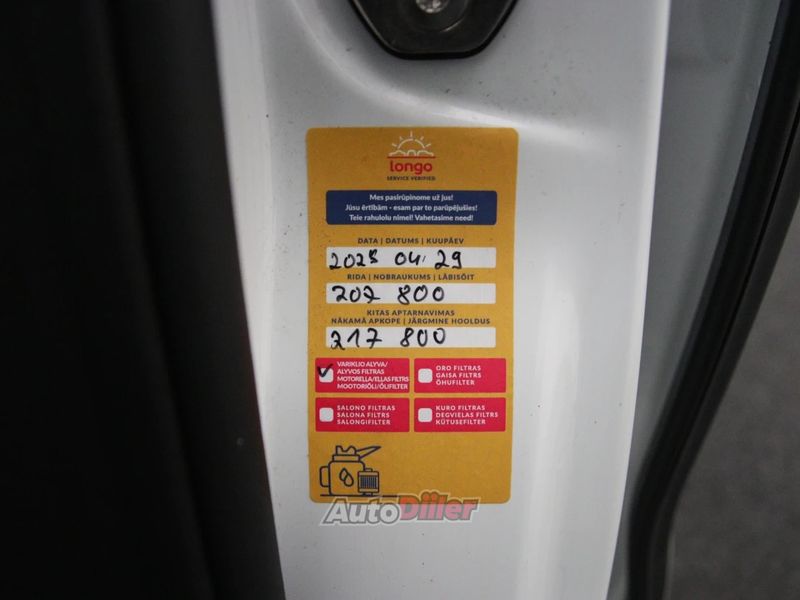 longo
SERVICE VERIFIED
Mes pasirūpinome už jus!
Jūsu ērtībām - esam par to parūpējušies!
Teie rahulolu nimel! Vahetasime need!
DATA | DATUMS | KUUPÄEV
04 29
RIDA | NOBRAUKUMS | LÄBISÕIT
207 800
KITAS APTARNAVIMAS
NĀKAMĀ APKOPE | JÄRGMINE HOOLDUS
217 800
VARIKLIO ALYVA/
ALYVOS FILTRAS
MOTORELLA/ELLAS FILTRS
MOOTORIÕLI/ÕLIFILTER
ORO FILTRAS
GAISA FILTRS
ÕHUFILTER
SALONO FILTRAS
SALONA FILTRS
SALONGIFILTER
KURO FILTRAS
DEGVIELAS FILTRS
KÜTUSEFILTER
AutoDiiler